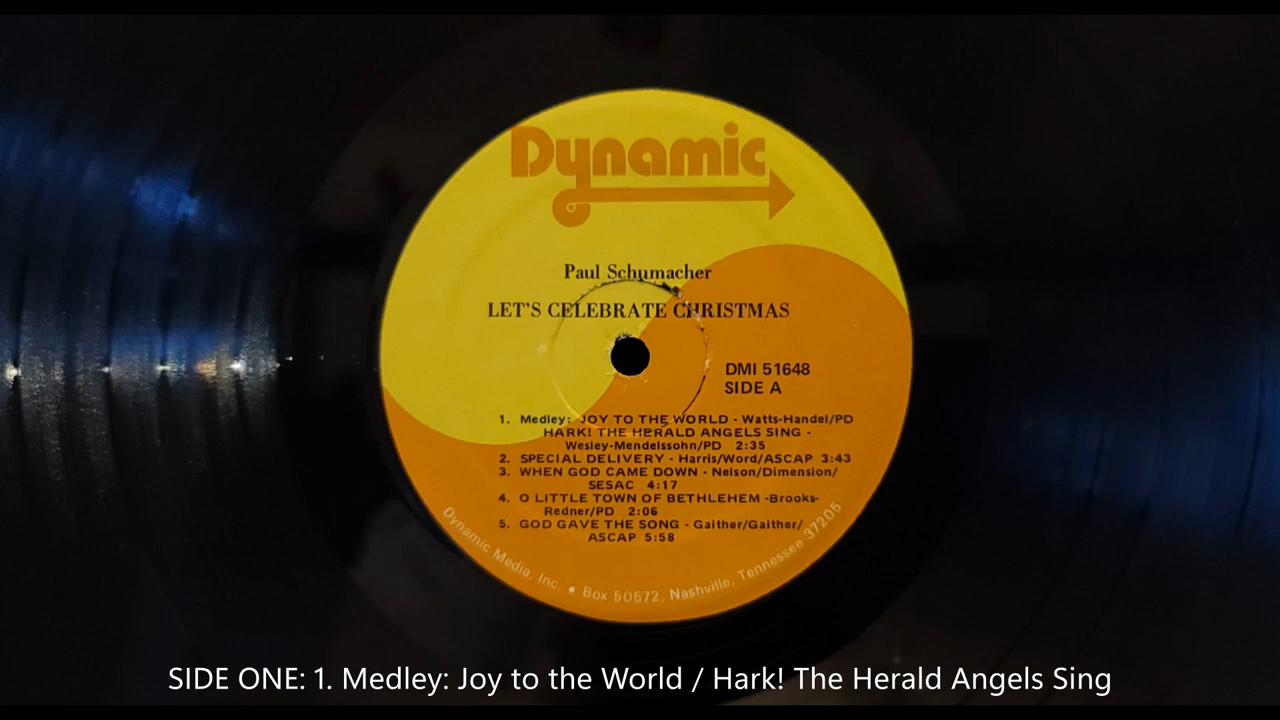 Dynamic
Paul Schumacher
LET'S CELEBRATE CHRISTMAS
DMI 51648
SIDE A
1. Medley: JOY TO THE WORLD - Watts-Handel/PD
HARK! THE HERALD ANGELS SING -
Wesley-Mendelssohn/PD 2:35
2. SPECIAL DELIVERY - Harris/Word/ASCAP 3:43
3. WHEN GOD CAME DOWN - Nelson/Dimension/
SESAC 4:17
4. O LITTLE TOWN OF BETHLEHEM -Brooks-
Redner/PD 2:06
5. GOD GAVE THE SONG - Gaither/Gaither/
ASCAP 5:58
Dynamic Media, Inc. • Box 50572, Nashville, Tennessee 37205
SIDE ONE: 1. Medley: Joy to the World / Hark! The Herald Angels Sing